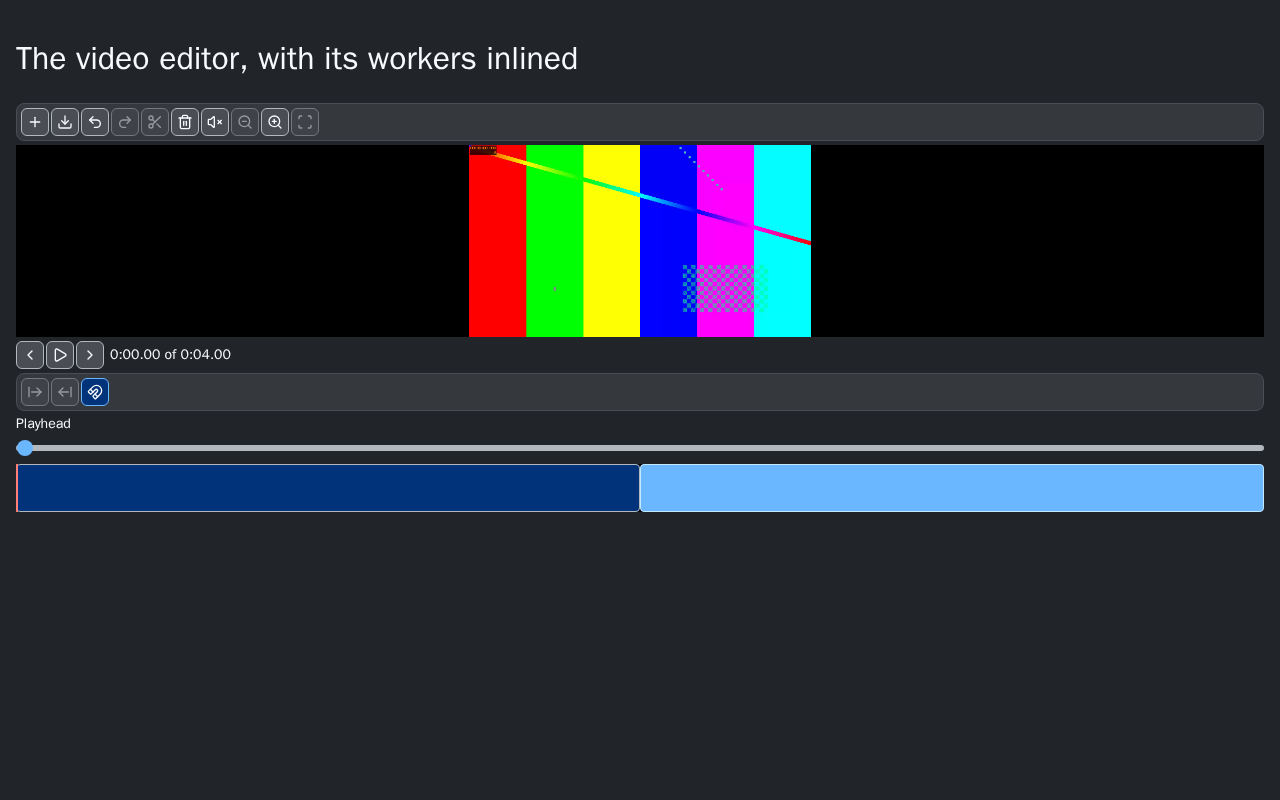 The video editor, with its workers inlined
0:00.00 of 0:04.00
Playhead